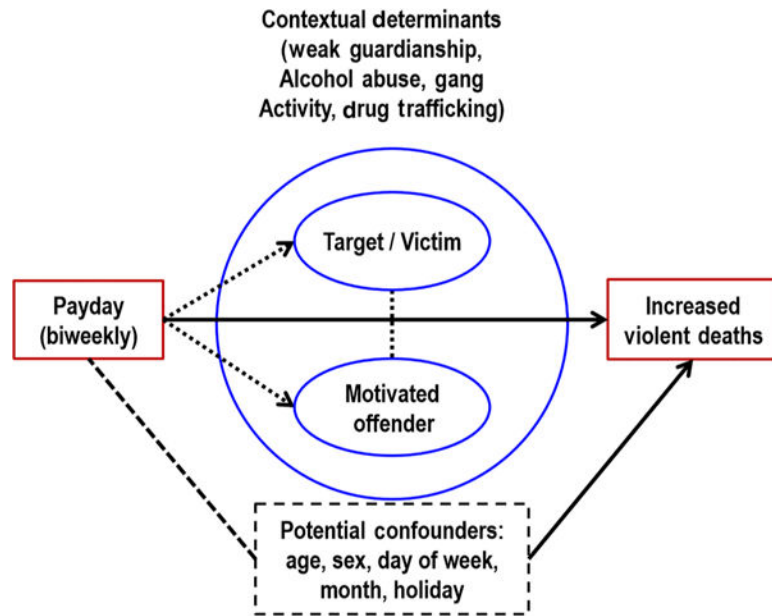 Contextual determinants
(weak guardianship,
Alcohol abuse, gang
Activity, drug trafficking)
Target / Victim
Payday
(biweekly)
Increased
violent deaths
Motivated
offender
Potential confounders:
age, sex, day of week,
month, holiday